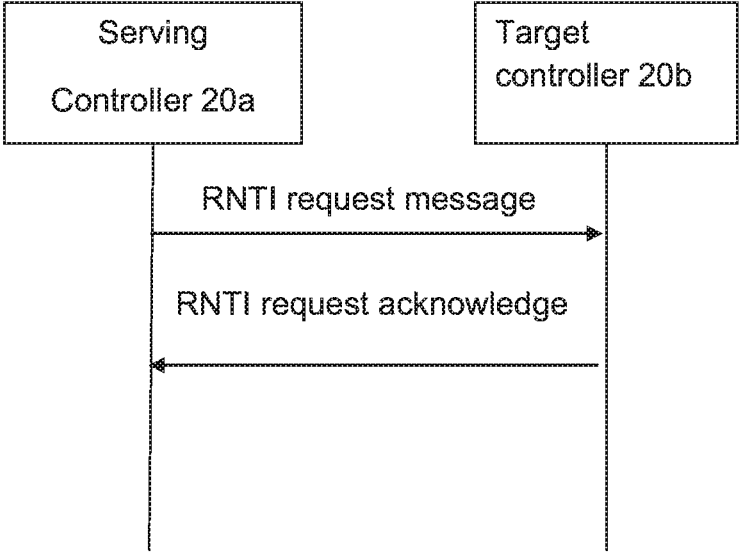 Serving
Controller 20a
Target
controller 20b
RNTI request message
RNTI request acknowledge